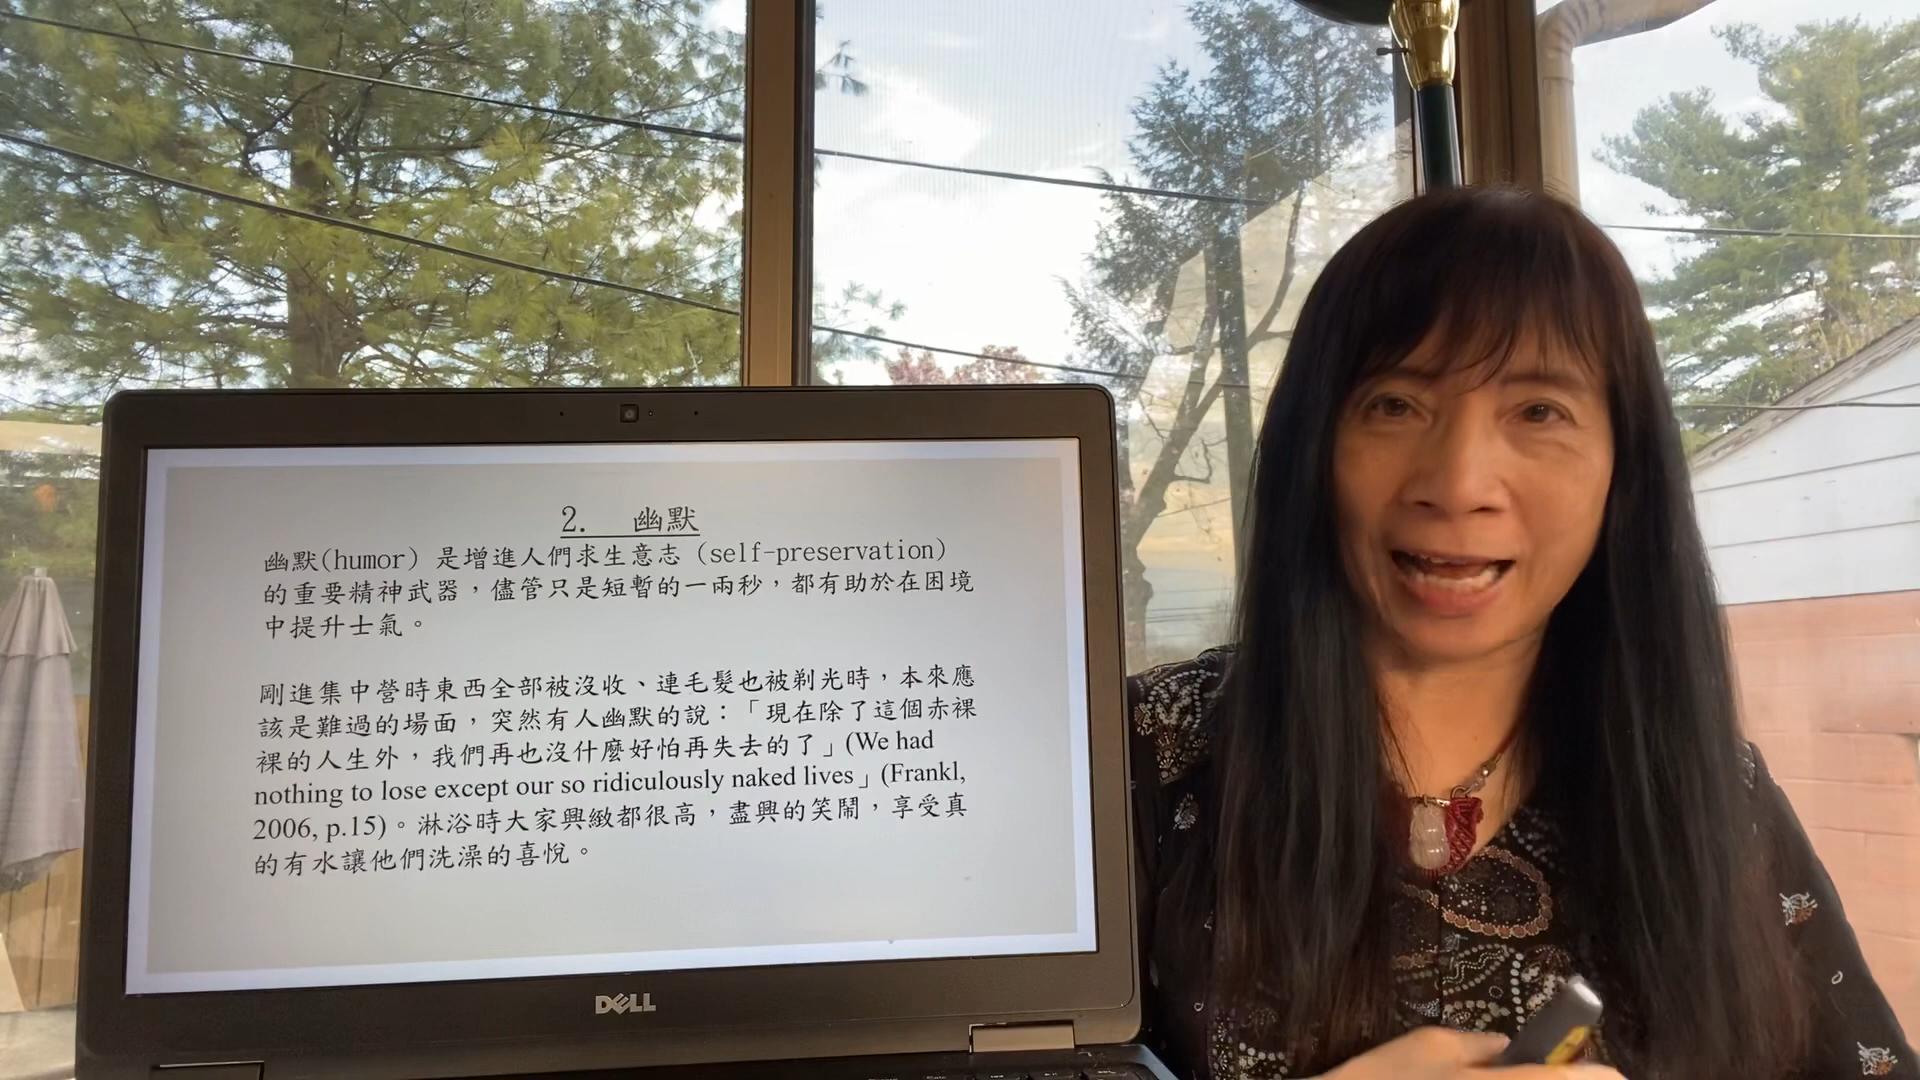 2. 幽默
幽默(humor) 是增進人們求生意志 (self-preservation)
的重要精神武器，儘管只是短暫的一兩秒，都有助於在困境
中提升士氣。
剛進集中營時東西全部被沒收、連毛髮也被剃光時，本來應
該是難過的場面，突然有人幽默的說：「現在除了這個赤裸
裸的人生外，我們再也沒什麼好怕再失去的了」(We had
nothing to lose except our so ridiculously naked lives」(Frankl,
2006, p.15)。淋浴時大家興緻都很高，盡興的笑鬧，享受真
的有水讓他們洗澡的喜悅。
DELL